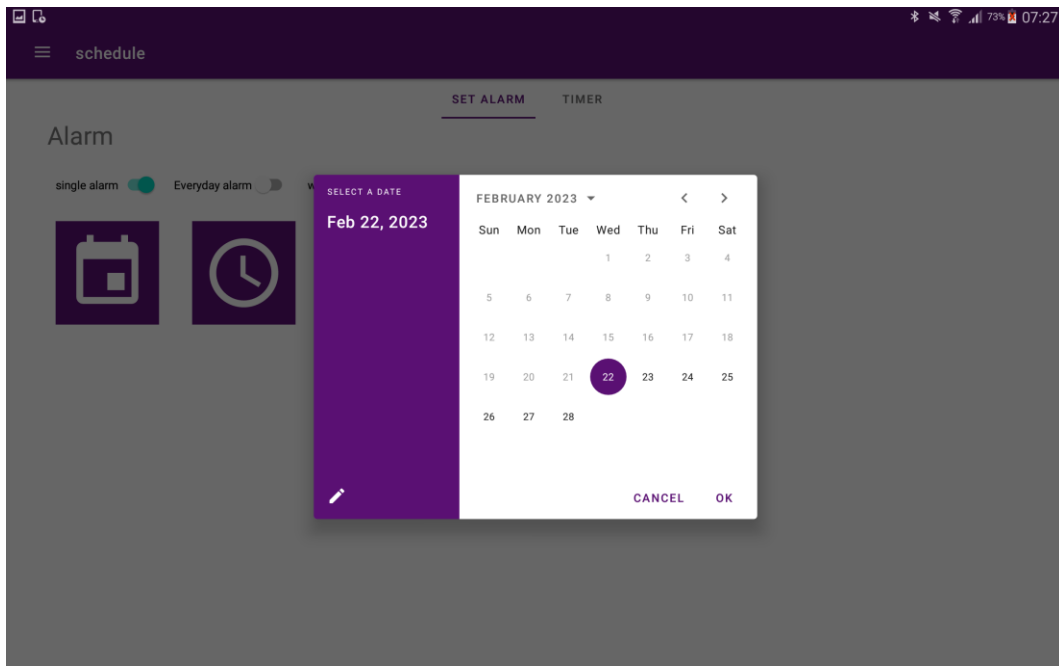 73% 07:27
schedule
SET ALARM TIMER
Alarm
single alarm Everyday alarm
SELECT A DATE
Feb 22, 2023
FEBRUARY 2023
Sun Mon Tue Wed Thu Fri Sat
1 2 3 4
5 6 7 8 9 10 11
12 13 14 15 16 17 18
19 20 21 22 23 24 25
26 27 28
CANCEL OK